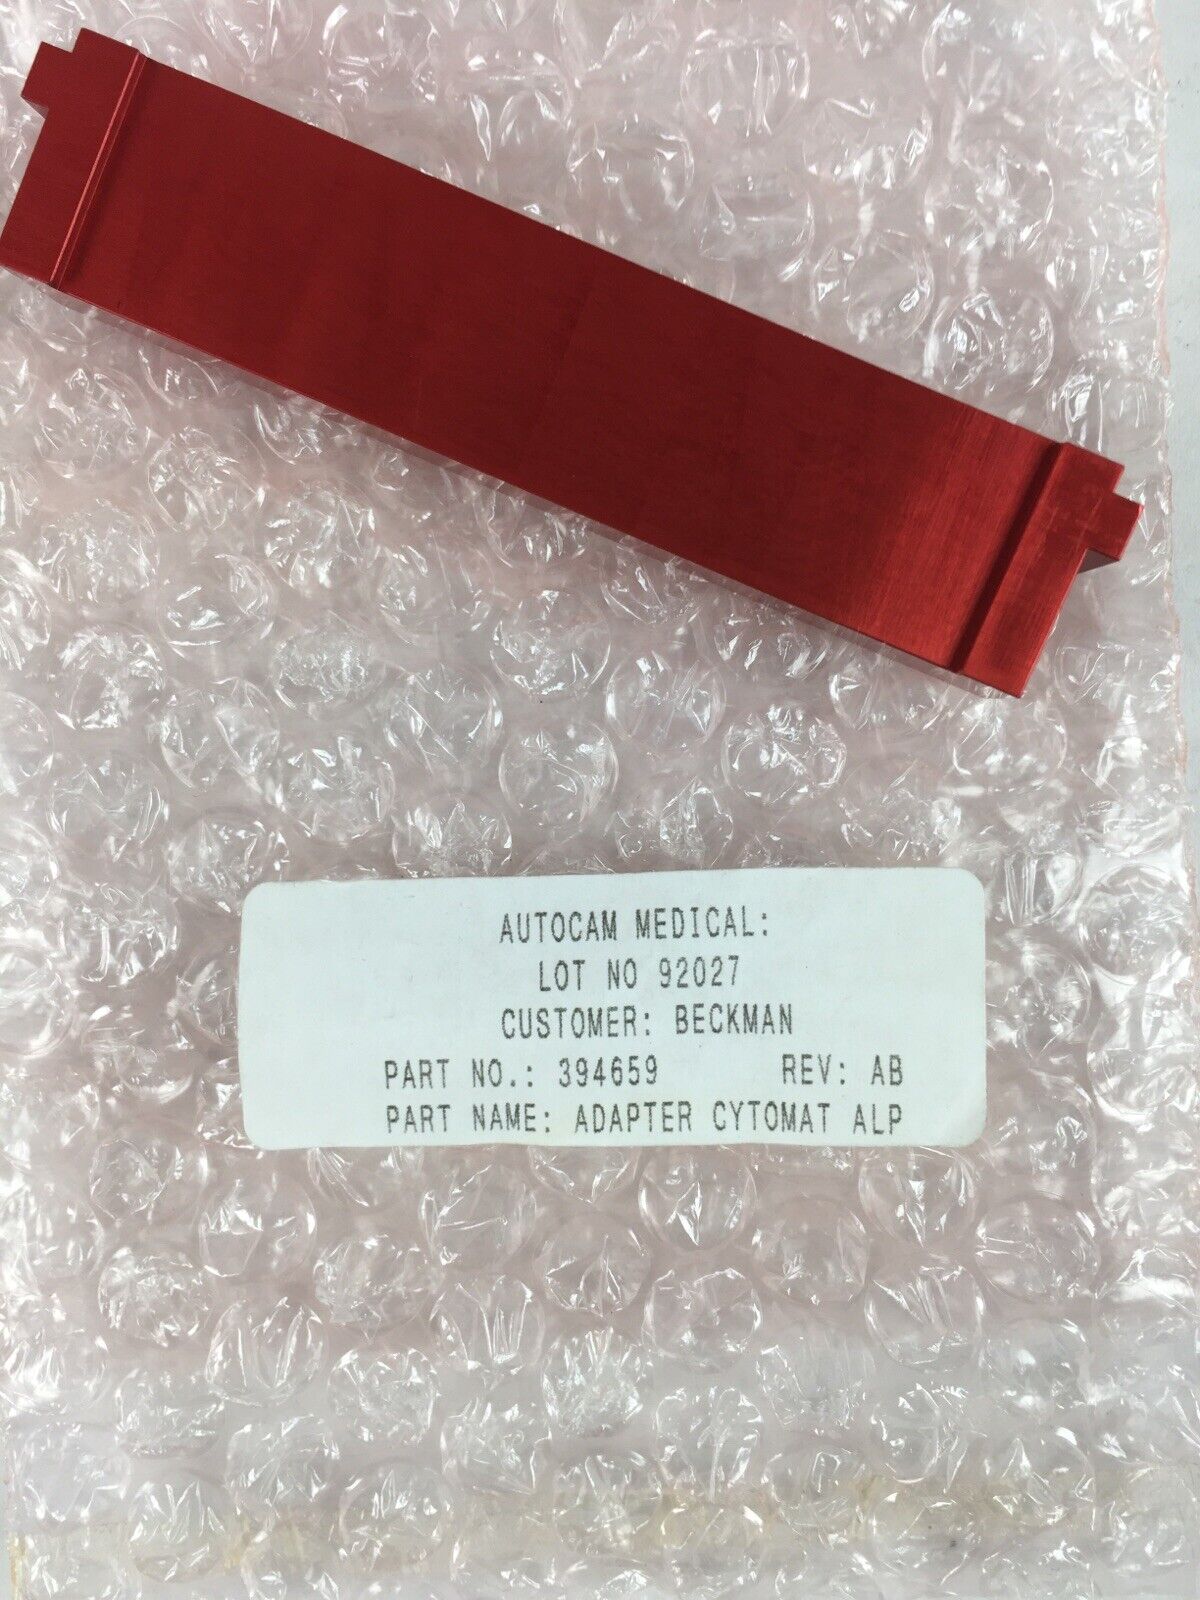 AUTOCAM MEDICAL:
LOT NO 92027
CUSTOMER: BECKMAN
PART NO.: 394659 REV: AB
PART NAME: ADAPTER CYTOMAT ALP